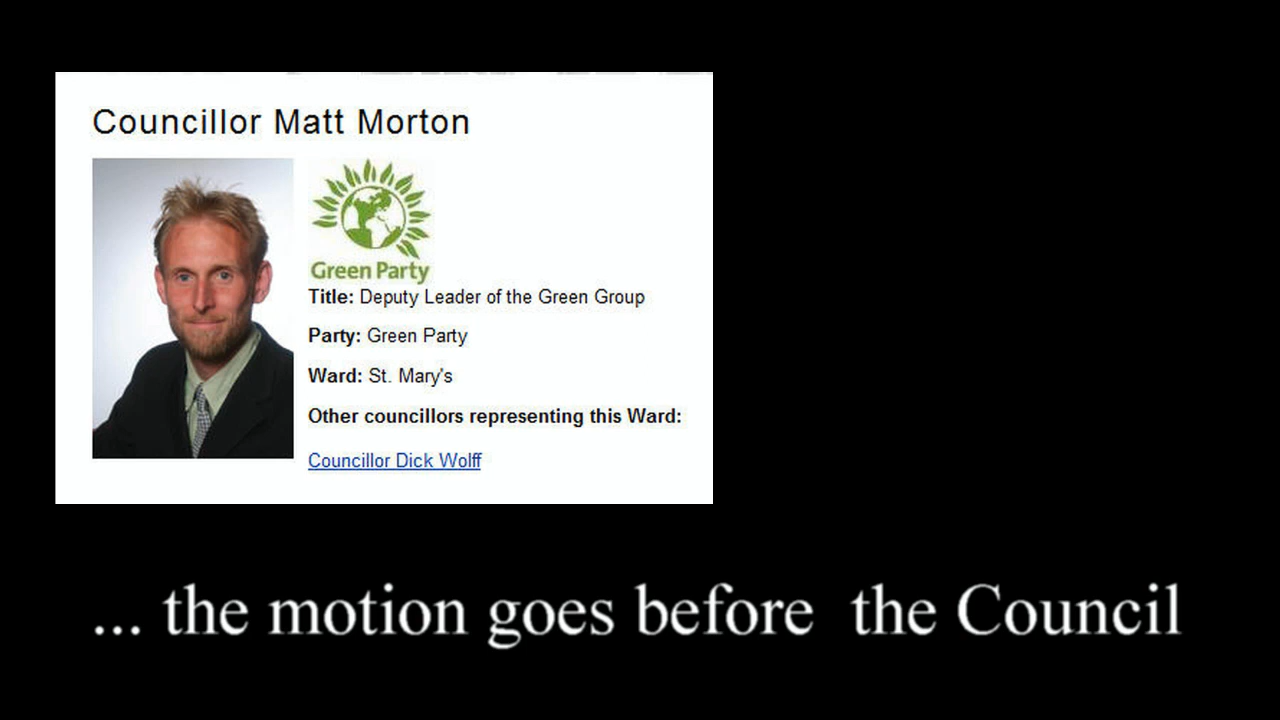 Councillor Matt Morton
Green Party
Title: Deputy Leader of the Green Group
Party: Green Party
Ward: St. Mary's
Other councillors representing this Ward:
Councillor Dick Wolff
... the motion goes before  the Council